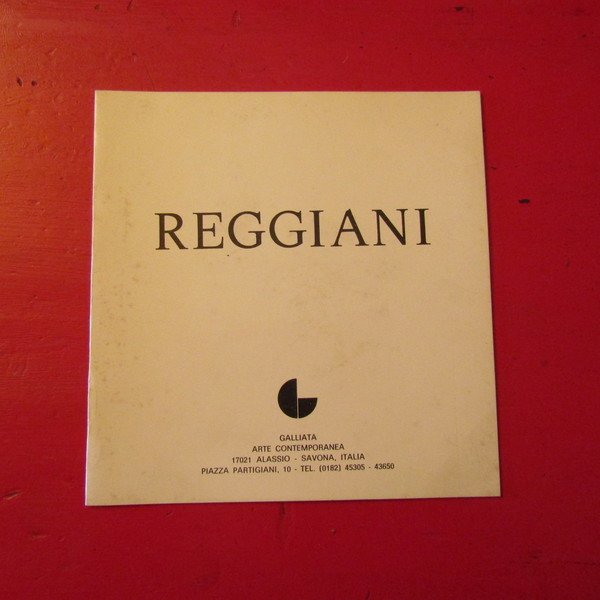 REGGIANI
GALLIATA
ARTE CONTEMPORANEA
17021 ALASSIO - SAVONA, ITALIA
PIAZZA PARTIGIANI, 10 - TEL. (0182) 45305 - 43650